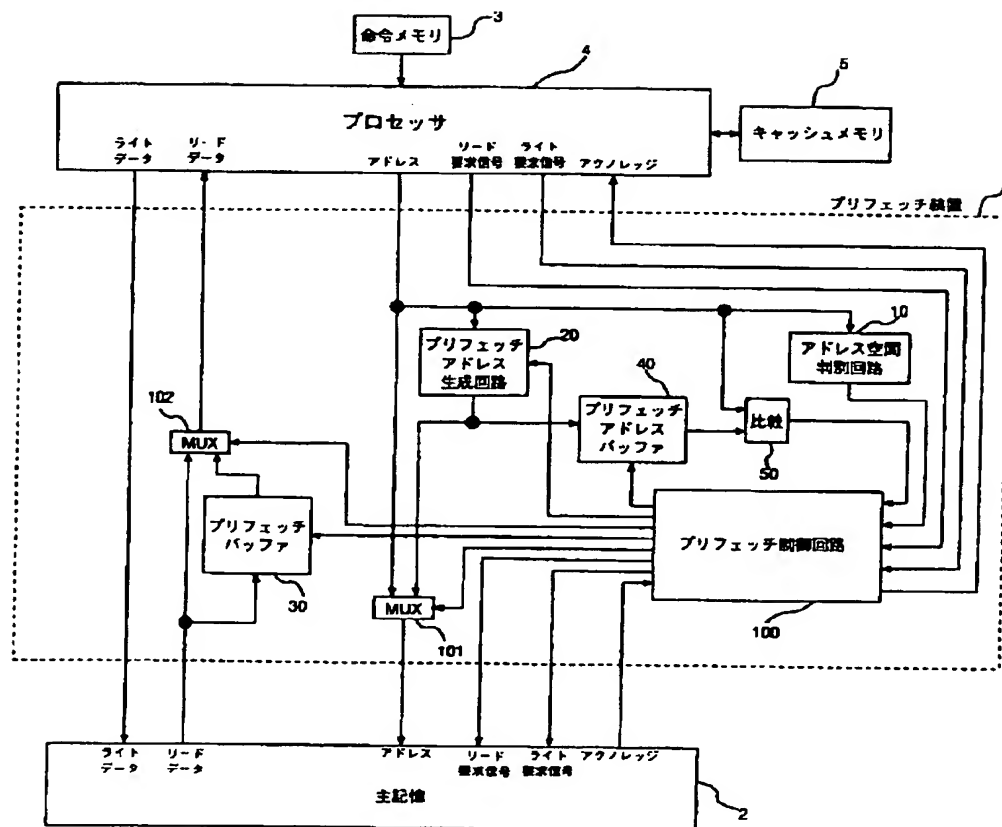 3
命令メモリ
4
5
プロセッサ
キャッシュメモリ
ライト
データ
リード
データ
アドレス
リード
要求信号
ライト
要求信号
アクノレッジ
プリフェッチ装置
20
プリフェッチ
アドレス
生成回路
10
アドレス空間
判別回路
40
プリフェッチ
アドレス
バッファ
比較
50
102
MUX
プリフェッチ
バッファ
30
プリフェッチ制御回路
100
MUX
101
ライト
データ
リード
データ
アドレス
リード
要求信号
ライト
要求信号
アクノレッジ
主記憶
2